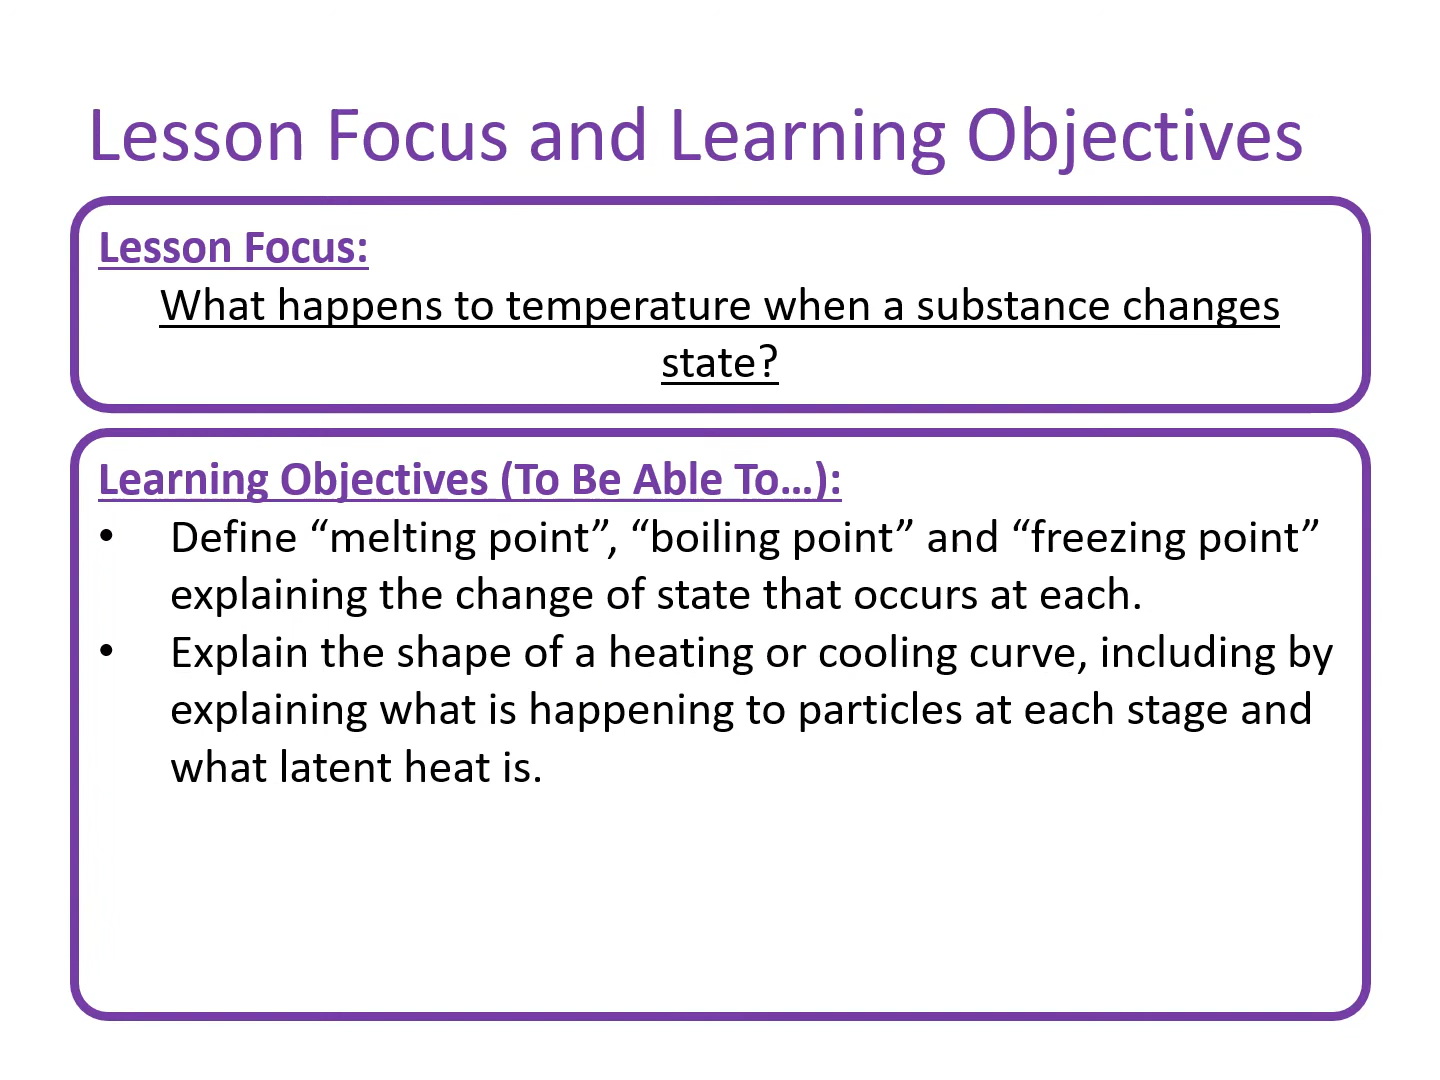 Lesson Focus and Learning Objectives
Lesson Focus:
What happens to temperature when a substance changes
state?
Learning Objectives (To Be Able To…):
• Define “melting point”, “boiling point” and “freezing point”
explaining the change of state that occurs at each.
• Explain the shape of a heating or cooling curve, including by
explaining what is happening to particles at each stage and
what latent heat is.